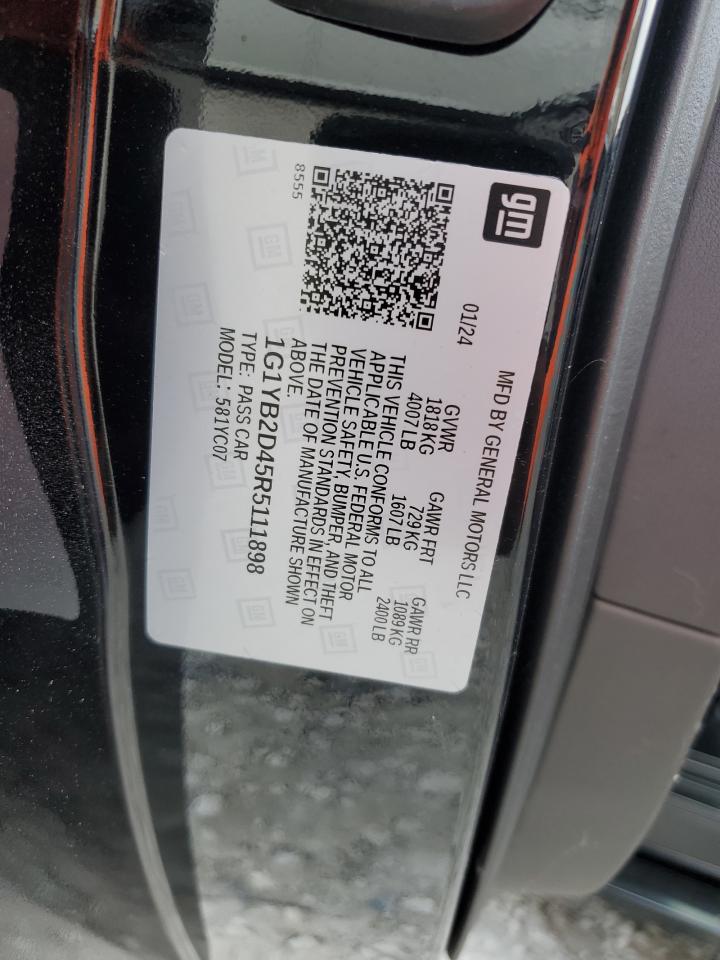 gm
MFD BY GENERAL MOTORS LLC
01/24
GVWR GAWR FRT GAWR RR
1818 KG 729 KG 1089 KG
4007 LB 1607 LB 2400 LB
THIS VEHICLE CONFORMS TO ALL
APPLICABLE U.S. FEDERAL MOTOR
VEHICLE SAFETY, BUMPER, AND THEFT
PREVENTION STANDARDS IN EFFECT ON
THE DATE OF MANUFACTURE SHOWN
ABOVE.
1G1YB2D45R5111898
TYPE: PASS CAR
MODEL: 581YC07
8555